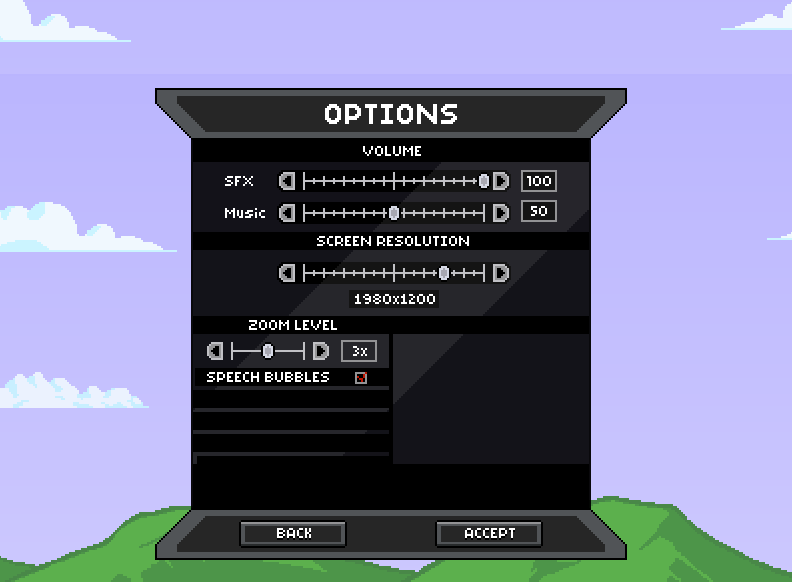 OPTIONS
VOLUME
SFX 100
Music 50
SCREEN RESOLUTION
1980x1200
ZOOM LEVEL
3x
SPEECH BUBBLES
BACK ACCEPT